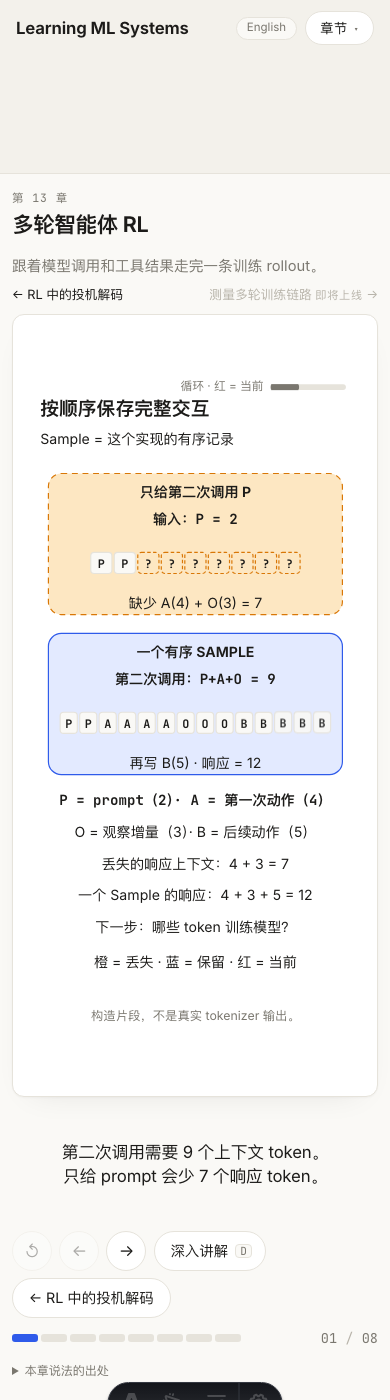 Learning ML Systems
English
章节
第 13 章
多轮智能体 RL
跟着模型调用和工具结果走完一条训练 rollout。
← RL 中的投机解码
测量多轮训练链路 即将上线 →
循环 · 红 = 当前
按顺序保存完整交互
Sample = 这个实现的有序记录
只给第二次调用 P
输入: P = 2
P P ? ? ? ? ? ? ?
缺少 A(4) + O(3) = 7
一个有序 SAMPLE
第二次调用: P+A+O = 9
P P A A A A O O O B B B B B
再写 B(5) · 响应 = 12
P = prompt (2) · A = 第一次动作 (4)
O = 观察增量 (3) · B = 后续动作 (5)
丢失的响应上下文: 4 + 3 = 7
一个 Sample 的响应: 4 + 3 + 5 = 12
下一步: 哪些 token 训练模型?
橙 = 丢失 · 蓝 = 保留 · 红 = 当前
构造片段，不是真实 tokenizer 输出。
第二次调用需要 9 个上下文 token。
只给 prompt 会少 7 个响应 token。
深入讲解 D
← RL 中的投机解码
01 / 08
本章说法的出处